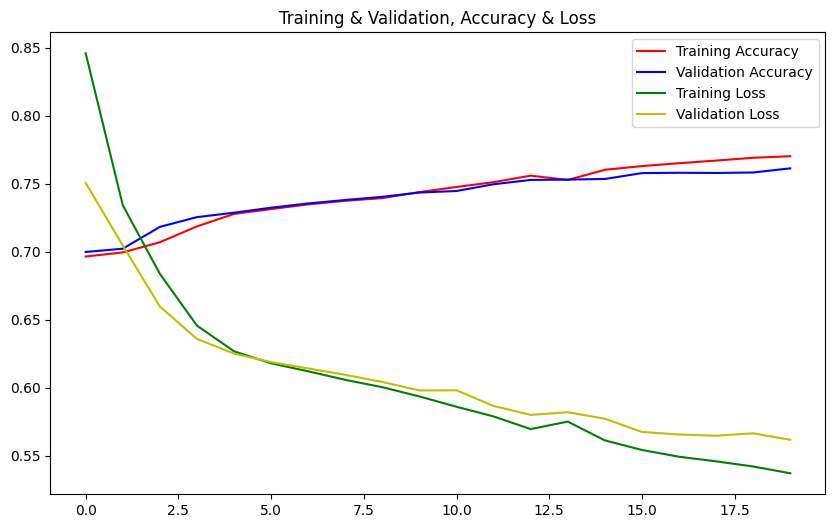 Training & Validation, Accuracy & Loss
Training Accuracy
Validation Accuracy
Training Loss
Validation Loss
0.85
0.80
0.75
0.70
0.65
0.60
0.55
0.0 2.5 5.0 7.5 10.0 12.5 15.0 17.5